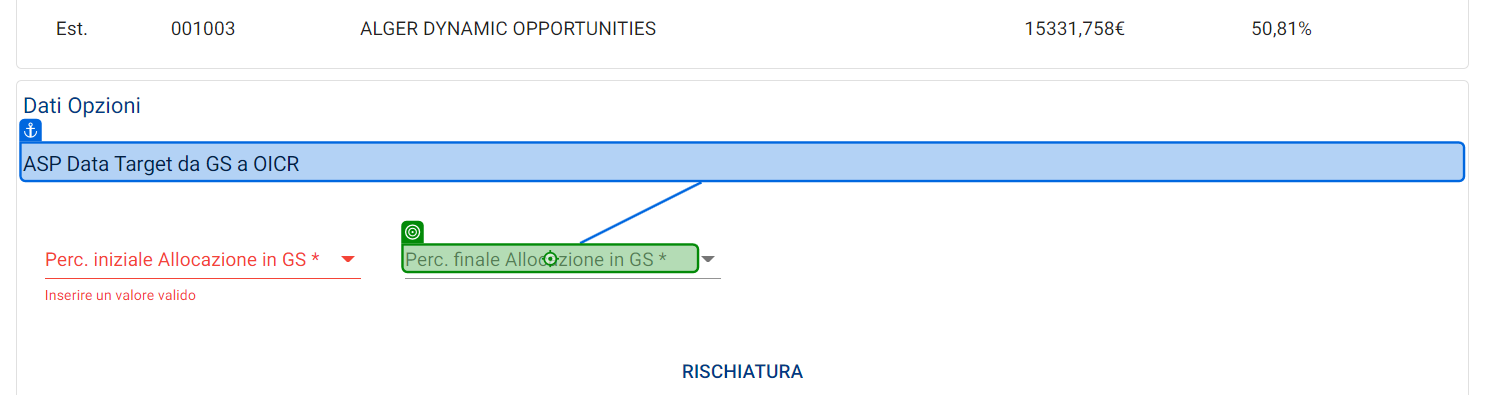 Est. 001003 ALGER DYNAMIC OPPORTUNITIES 15331,758€ 50,81%
Dati Opzioni
ASP Data Target da GS a OICR
Perc. iniziale Allocazione in GS * Perc. finale Allocazione in GS *
Inserire un valore valido
RISCHIATURA